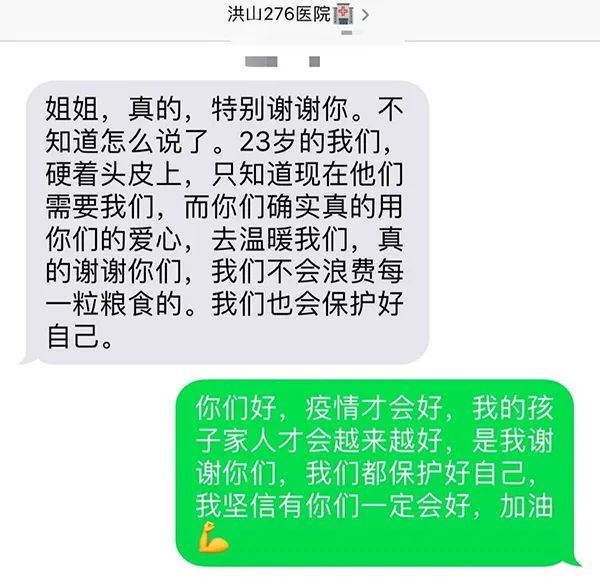 洪山276医院🏥
姐姐，真的，特别谢谢你。不
知道怎么说了。23岁的我们，
硬着头皮上，只知道现在他们
需要我们，而你们确实真的用
你们的爱心，去温暖我们，真
的谢谢你们，我们不会浪费每
一粒粮食的。我们也会保护好
自己。
你们好，疫情才会好，我的孩
子家人才会越来越好，是我谢
谢你们，我们都保护好自己，
我坚信有你们一定会好，加油
💪